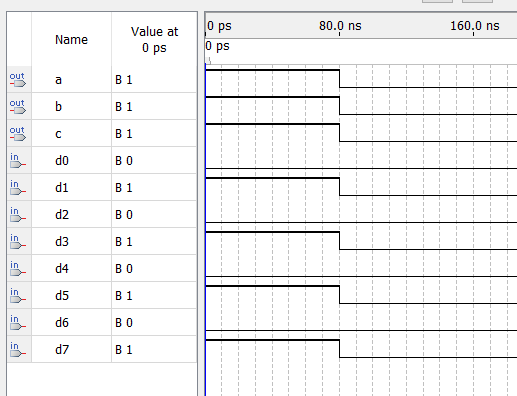 Name
Value at
0 ps
0 ps
80.0 ns
160.0 ns
0 ps
out
a
B 1
out
b
B 1
out
c
B 1
in
d0
B 0
in
d1
B 1
in
d2
B 0
in
d3
B 1
in
d4
B 0
in
d5
B 1
in
d6
B 0
in
d7
B 1